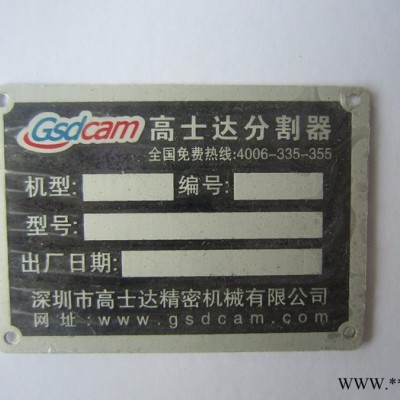 Gsdcam 高士达分割器
全国免费热线:4006-335-355
机型: 编号:
型号:
出厂日期:
深圳市高士达精密机械有限公司
网址:www.gsdcam.com
www.**